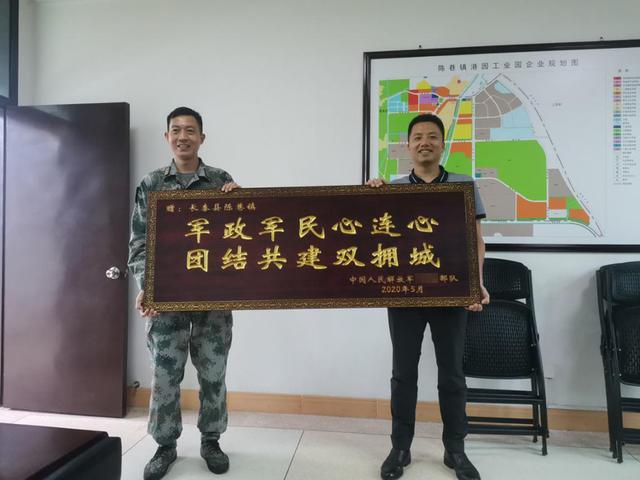 陈巷镇港园工业园企业规划图
赠：长泰县陈巷镇
军政军民心连心
团结共建双拥城
中国人民解放军 部队
2020年5月